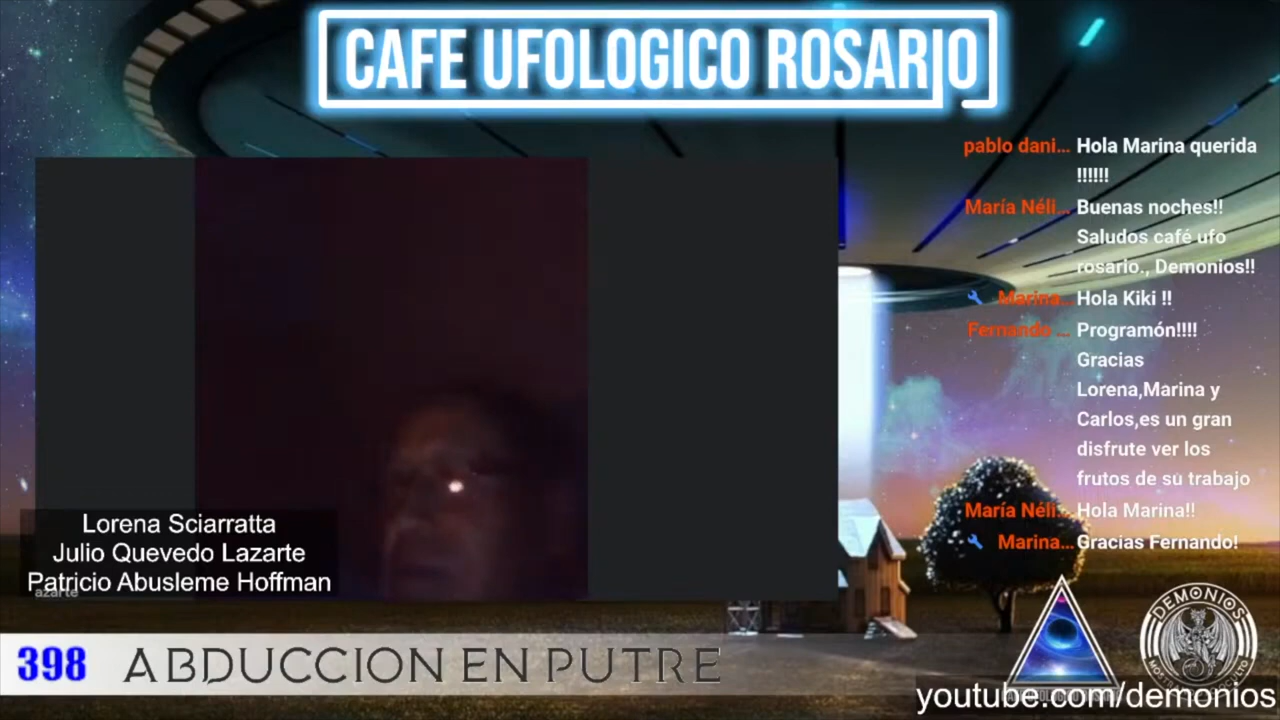 CAFE UFOLOGICO ROSARIO
pablo dani... Hola Marina querida
!!!!!!
María Néli... Buenas noches!!
Saludos café ufo
rosario., Demonios!!
Marina... Hola Kiki !!
Fernando ... Programón!!!!
Gracias
Lorena,Marina y
Carlos,es un gran
disfrute ver los
frutos de su trabajo
María Néli... Hola Marina!!
Marina... Gracias Fernando!
Lorena Sciarratta
Julio Quevedo Lazarte
Patricio Abusleme Hoffman
azarte
398 ABDUCCION EN PUTRE
DEMONIOS
youtube.com/demonios